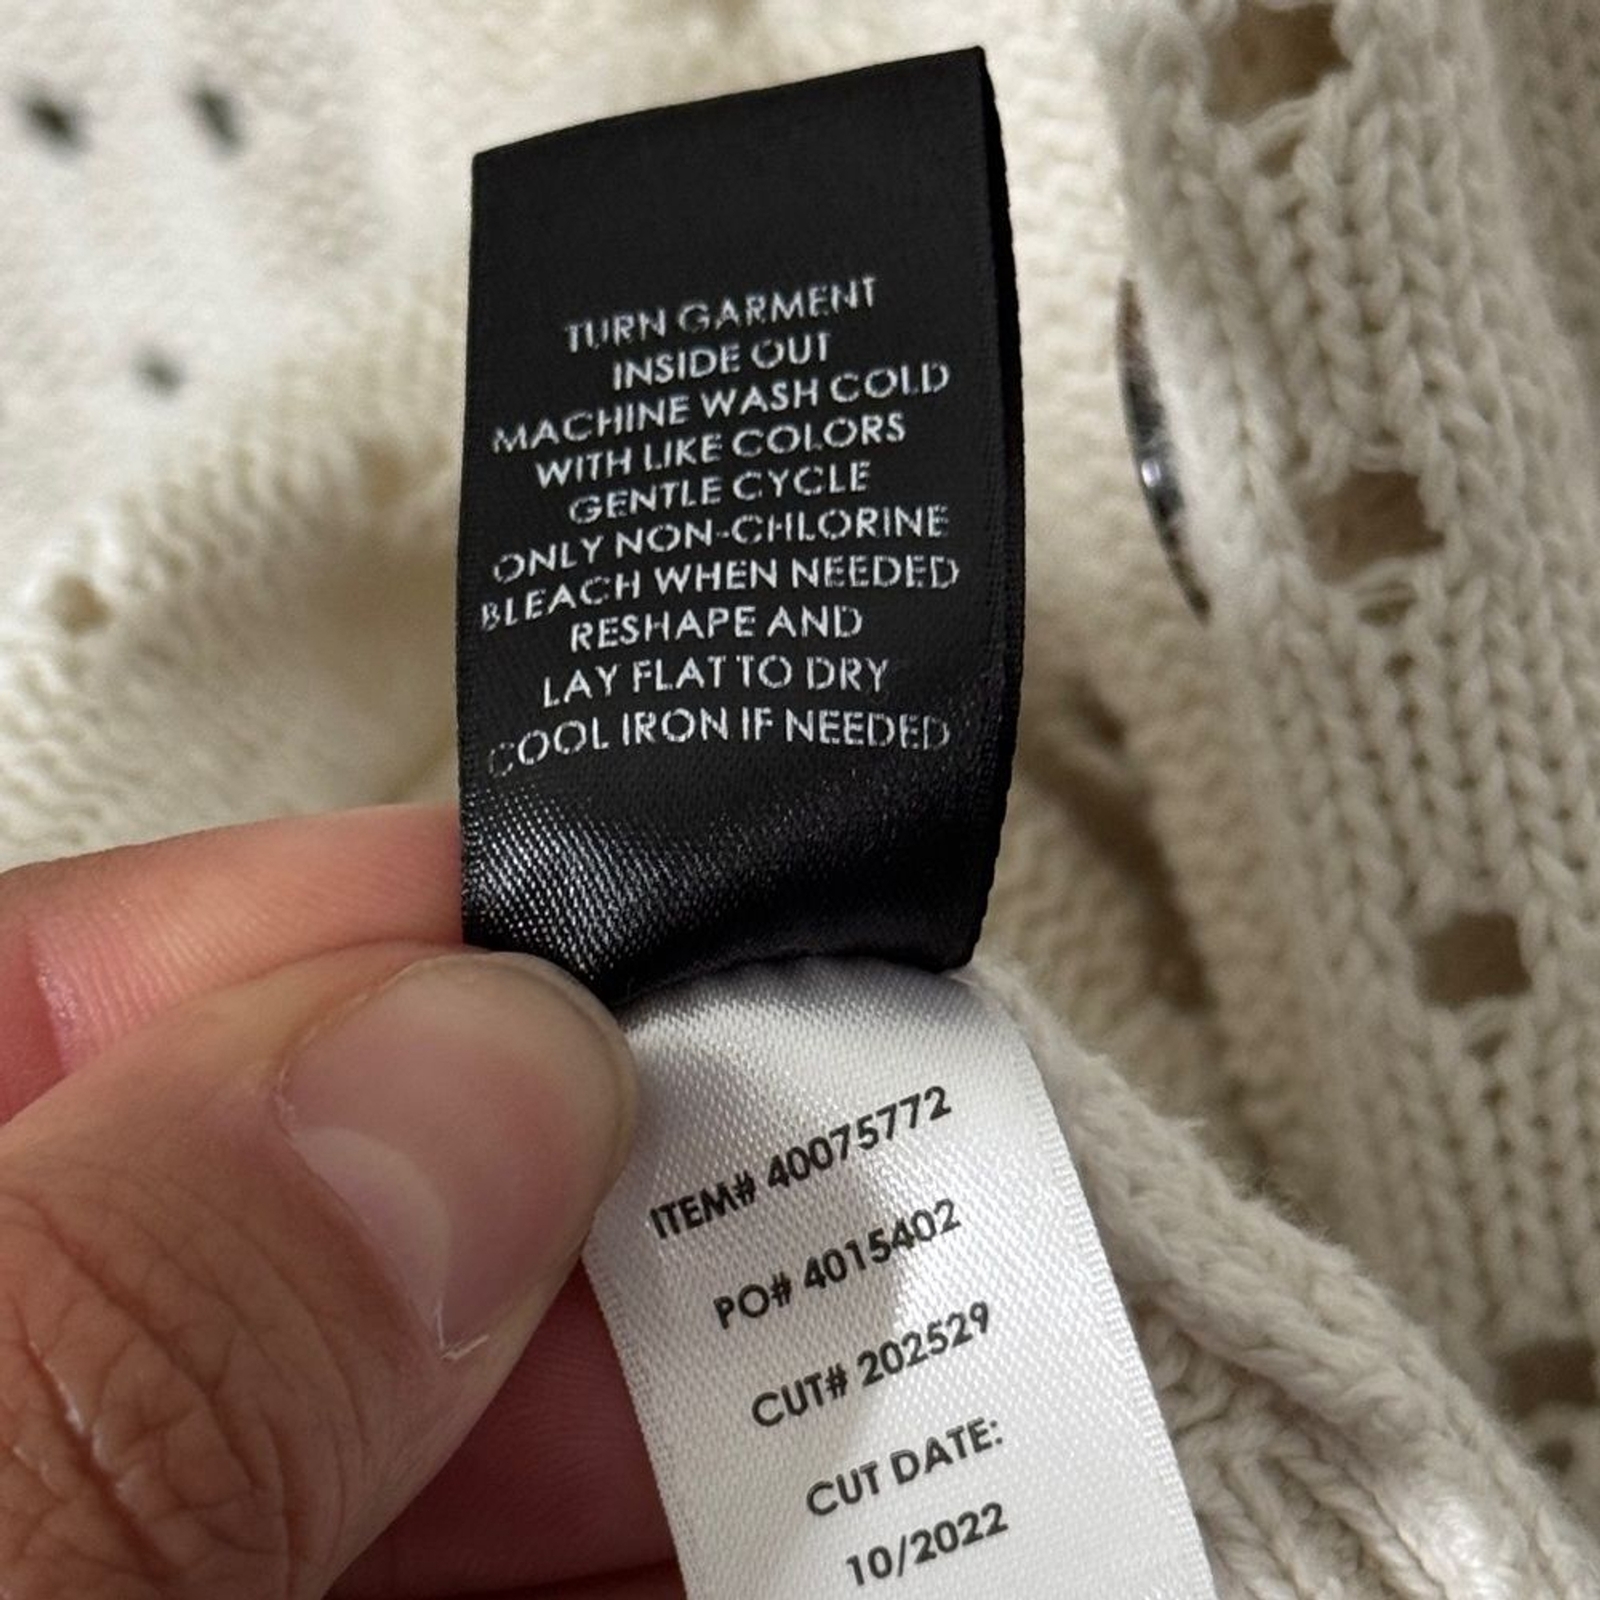 TURN GARMENT
INSIDE OUT
MACHINE WASH COLD
WITH LIKE COLORS
GENTLE CYCLE
ONLY NON-CHLORINE
BLEACH WHEN NEEDED
RESHAPE AND
LAY FLAT TO DRY
COOL IRON IF NEEDED
ITEM# 40075772
PO# 4015402
CUT# 202529
CUT DATE:
10/2022